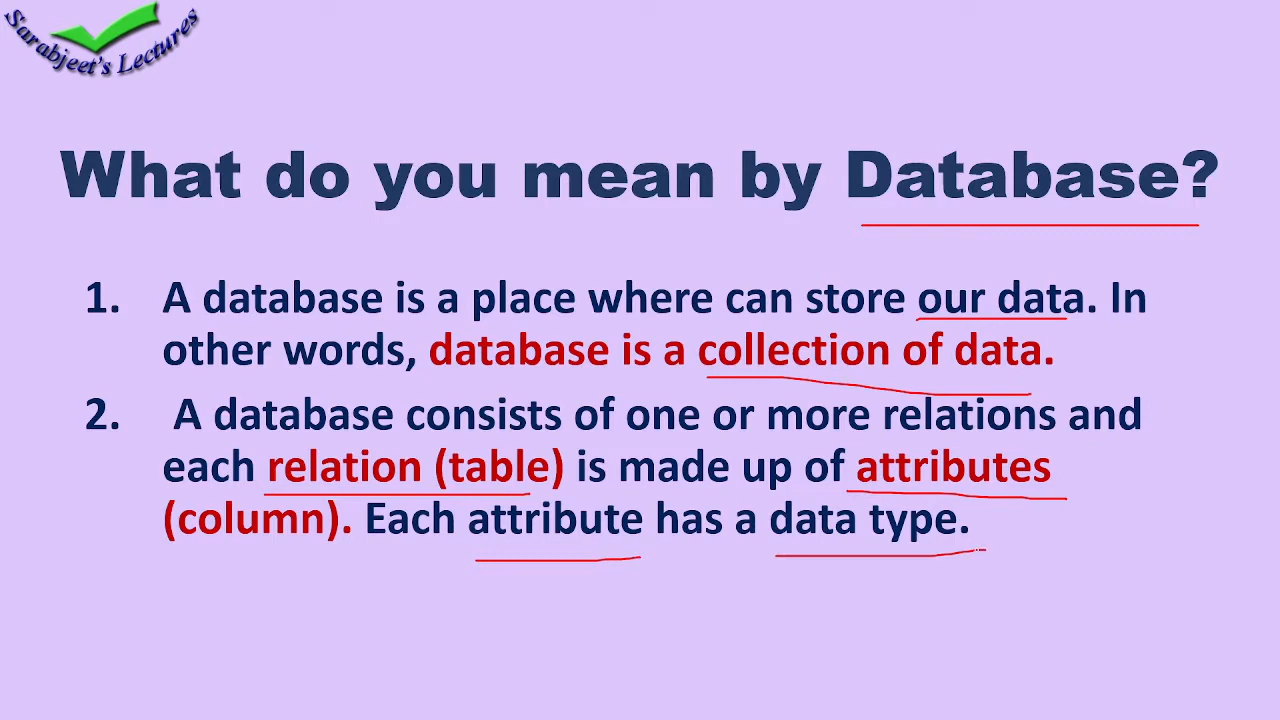 Sarabjeet's Lectures
What do you mean by Database?
1. A database is a place where can store our data. In
other words, database is a collection of data.
2. A database consists of one or more relations and
each relation (table) is made up of attributes
(column). Each attribute has a data type.